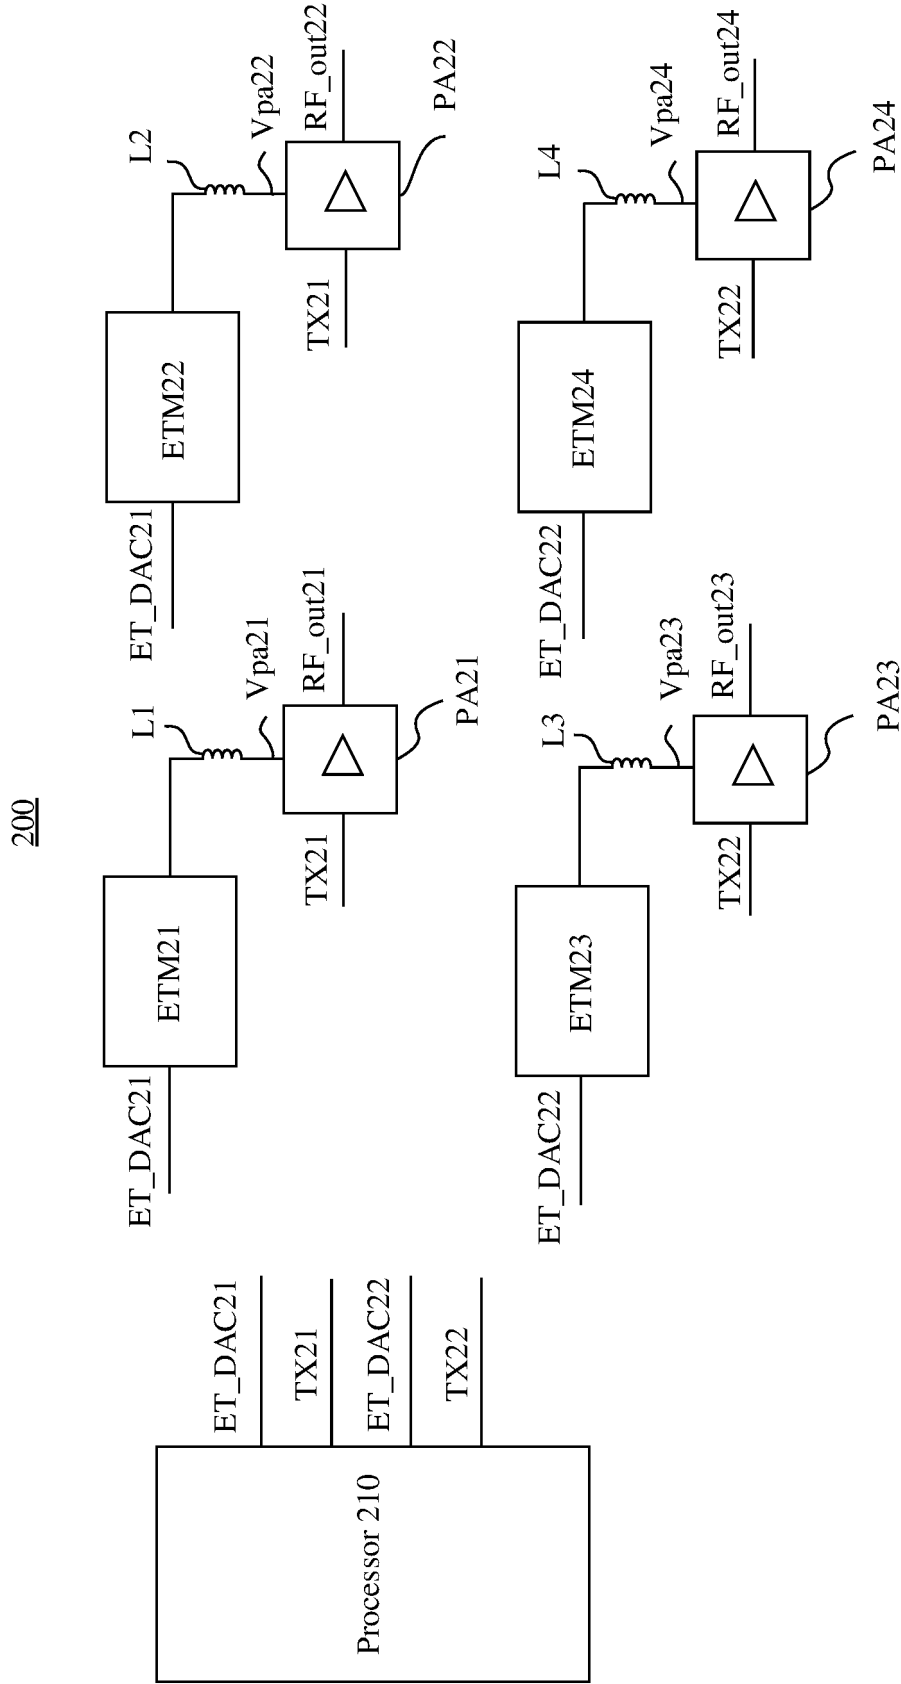 200
Processor 210
ET_DAC21
TX21
ET_DAC22
TX22
ET_DAC21
ETM21
L1
Vpa21
TX21
RF_out21
PA21
ET_DAC21
ETM22
L2
Vpa22
TX21
RF_out22
PA22
ET_DAC22
ETM23
L3
Vpa23
TX22
RF_out23
PA23
ET_DAC22
ETM24
L4
Vpa24
TX22
RF_out24
PA24